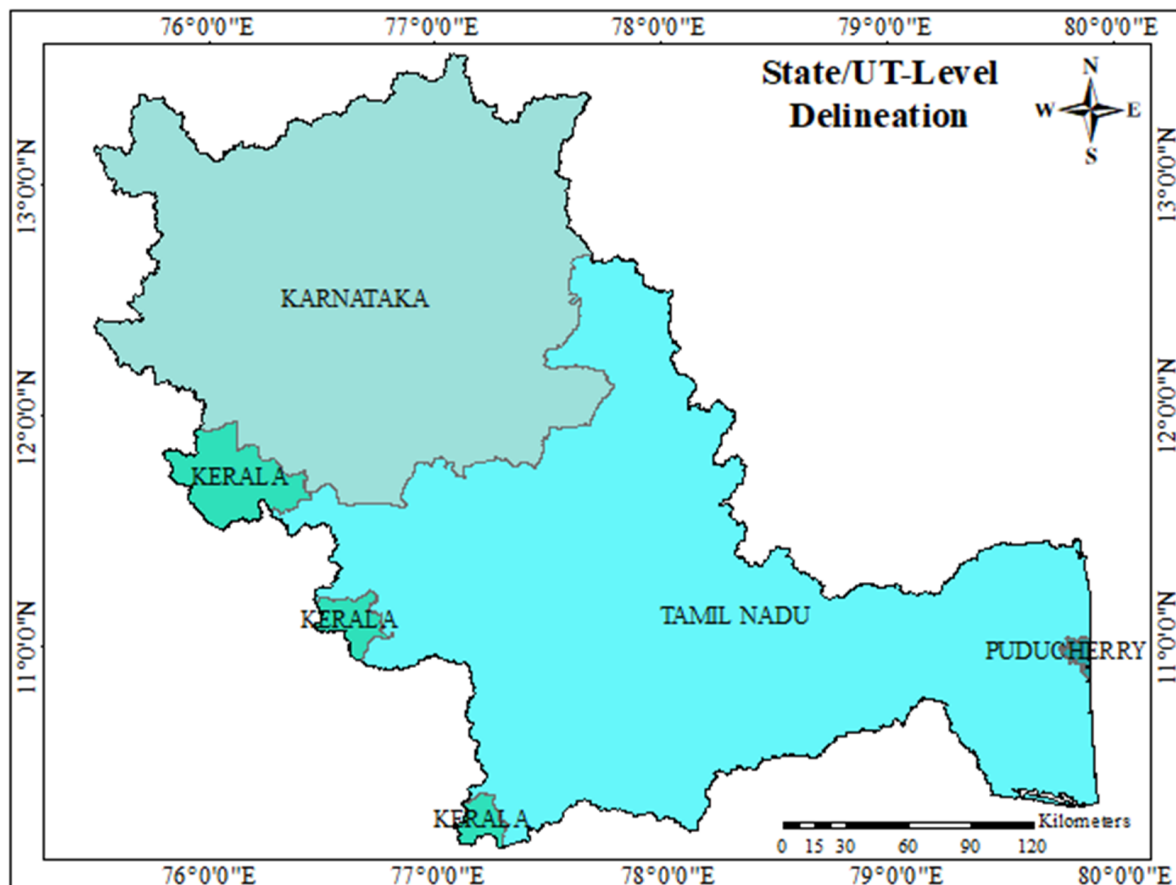 76°0'0"E 77°0'0"E 78°0'0"E 79°0'0"E 80°0'0"E
State/UT-Level
Delineation
N
W E
S
13°0'0"N 13°0'0"N
KARNATAKA
12°0'0"N 12°0'0"N
KERALA
TAMIL NADU
KERALA
11°0'0"N 11°0'0"N
PUDUCHERRY
KERALA
Kilometers
0 15 30 60 90 120
76°0'0"E 77°0'0"E 78°0'0"E 79°0'0"E 80°0'0"E